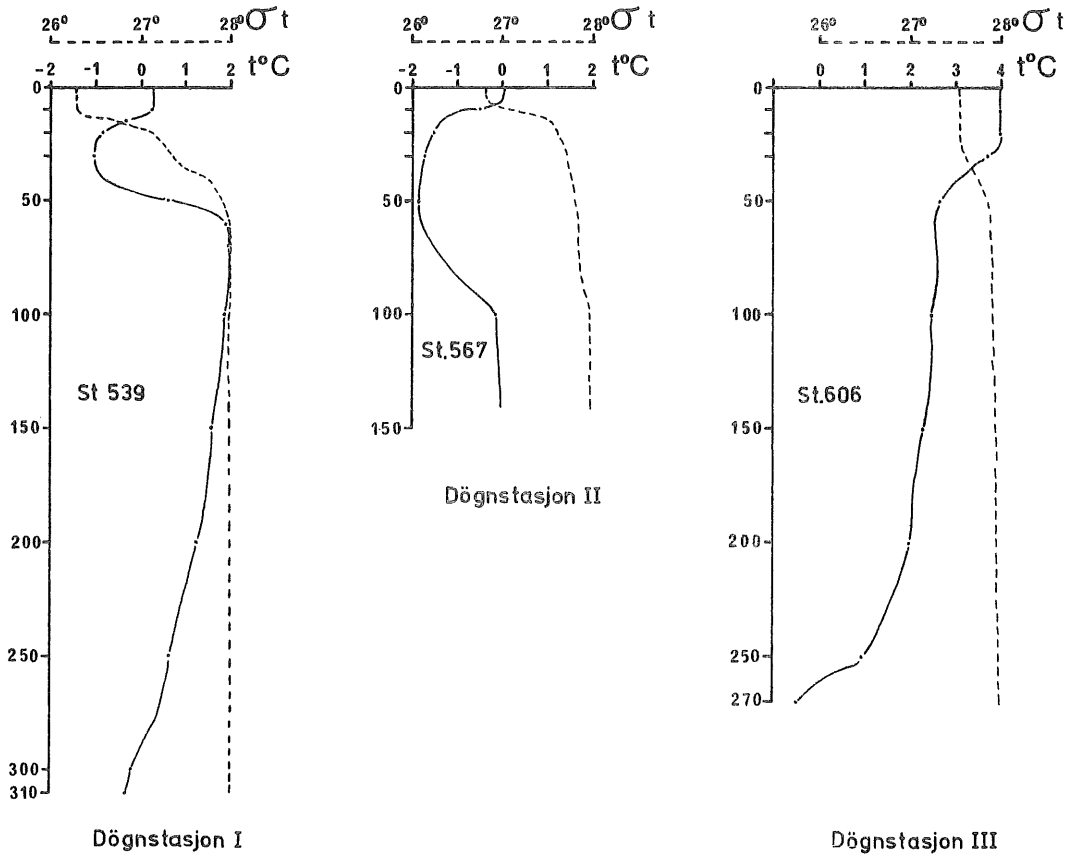 26° 27° 28° σ t
-2 -1 0 1 2 t°C
0
50
100
150
200
250
300
310
St 539
Dögnstasjon I
26° 27° 28° σ t
-2 -1 0 1 2 t°C
0
50
100
150
St.567
Dögnstasjon II
26° 27° 28° σ t
0 1 2 3 4 t°C
0
50
100
150
200
250
270
St.606
Dögnstasjon III